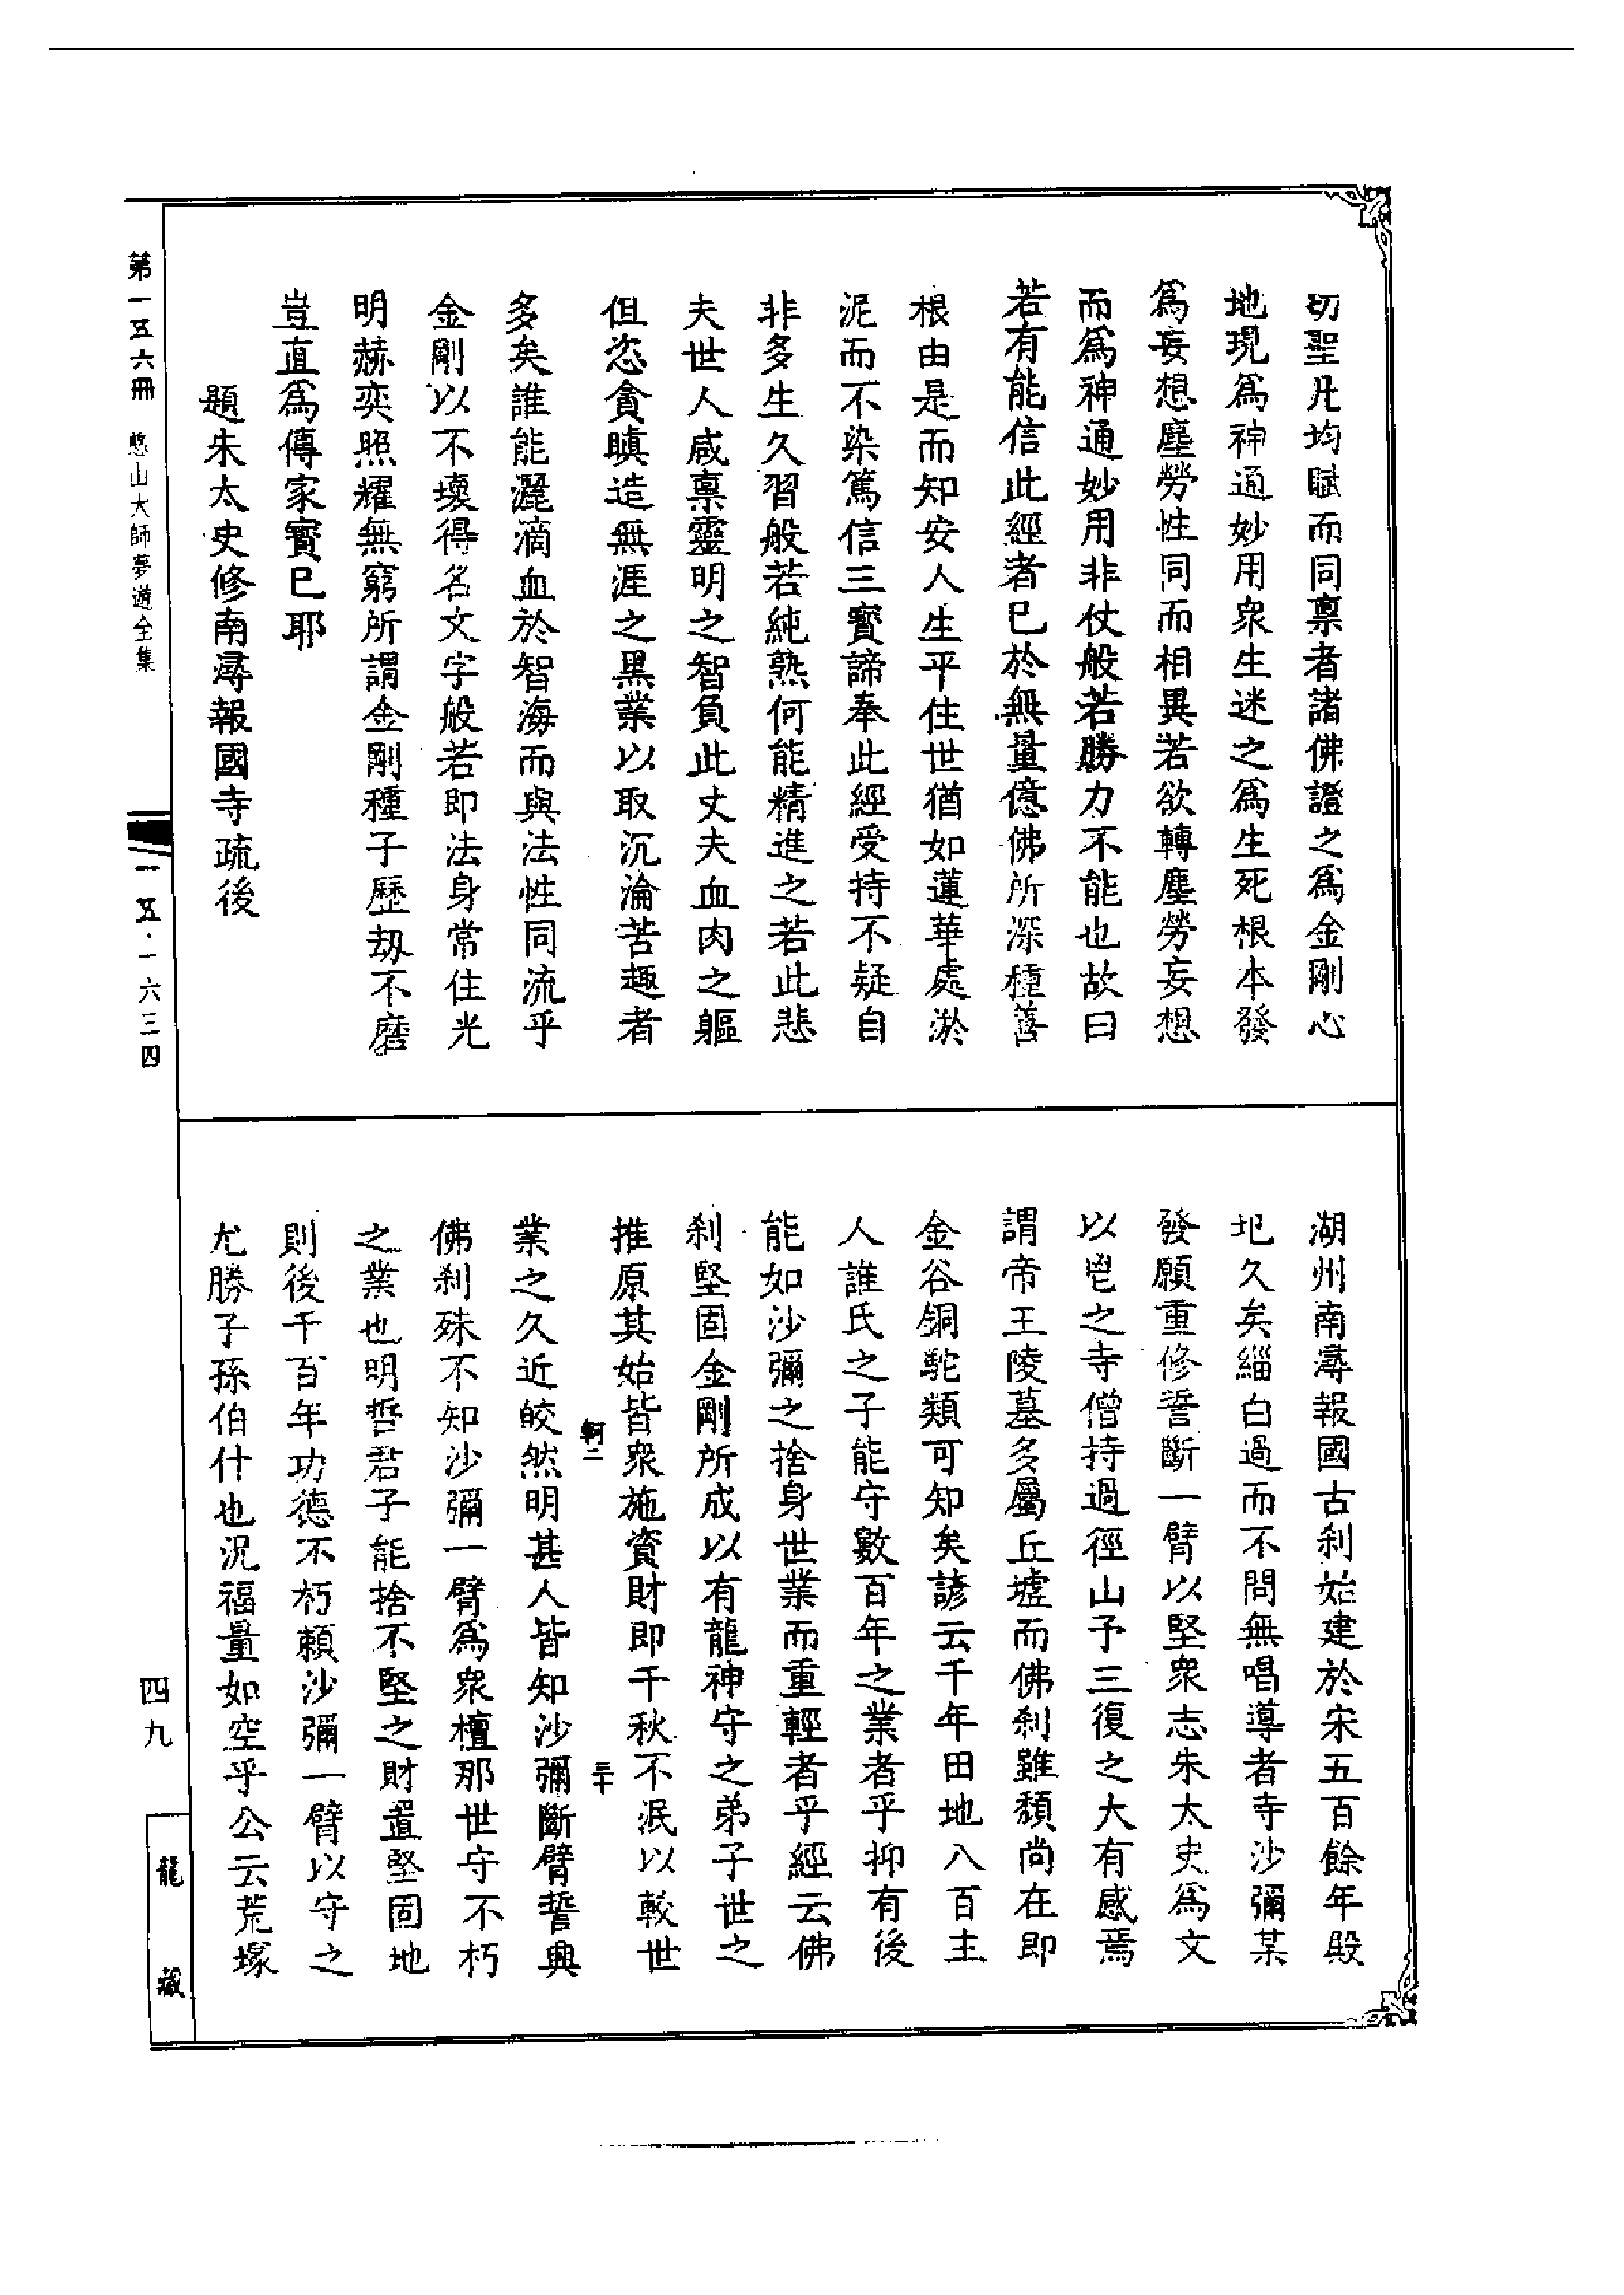 切聖凡均賦而同稟者諸佛證之爲金剛心
地現爲神通妙用衆生迷之爲生死根本發
爲妄想塵勞性同而相異若欲轉塵勞妄想
而爲神通妙用非仗般若勝力不能也故曰
若有能信此經者巳於無量億佛所深種善
根由是而知安人生平住世猶如蓮華處淤
泥而不染篤信三寶諦奉此經受持不疑自
非多生久習般若純熟何能精進之若此悲
夫世人咸稟靈明之智負此丈夫血肉之軀
但恣貪瞋造無涯之黑業以取沉淪苦趣者
多矣誰能灑滴血於智海而與法性同流乎
金剛以不壞得名文字般若即法身常住光
明赫奕照耀無窮所謂金剛種子歷劫不磨
豈直爲傳家寶巳耶
題朱太史修南潯報國寺疏後
湖州南潯報國古刹始建於宋五百餘年殿
圯久矣緇白過而不問無唱導者寺沙彌某
發願重修誓斷一臂以堅衆志朱太史爲文
以鬯之寺僧持過徑山予三復之大有感焉
謂帝王陵墓多屬丘墟而佛刹雖頹尚在即
金谷銅駝類可知矣諺云千年田地八百主
人誰氏之子能守數百年之業者乎抑有後
能如沙彌之捨身世業而重輕者乎經云佛
刹堅固金剛所成以有龍神守之弟子世之
推原其始皆衆施資財即千秋不泯以較世
軻二
三十
業之久近皎然明甚人皆知沙彌斷臂誓興
佛刹殊不知沙彌一臂爲衆檀那世守不朽
之業也明哲君子能捨不堅之財置堅固地
則後千百年功德不朽賴沙彌一臂以守之
尤勝子孫伯什也況福量如空乎公云荒塚
第一五六冊
憨山大師夢遊全集
一五·一六三四
四九
龍藏